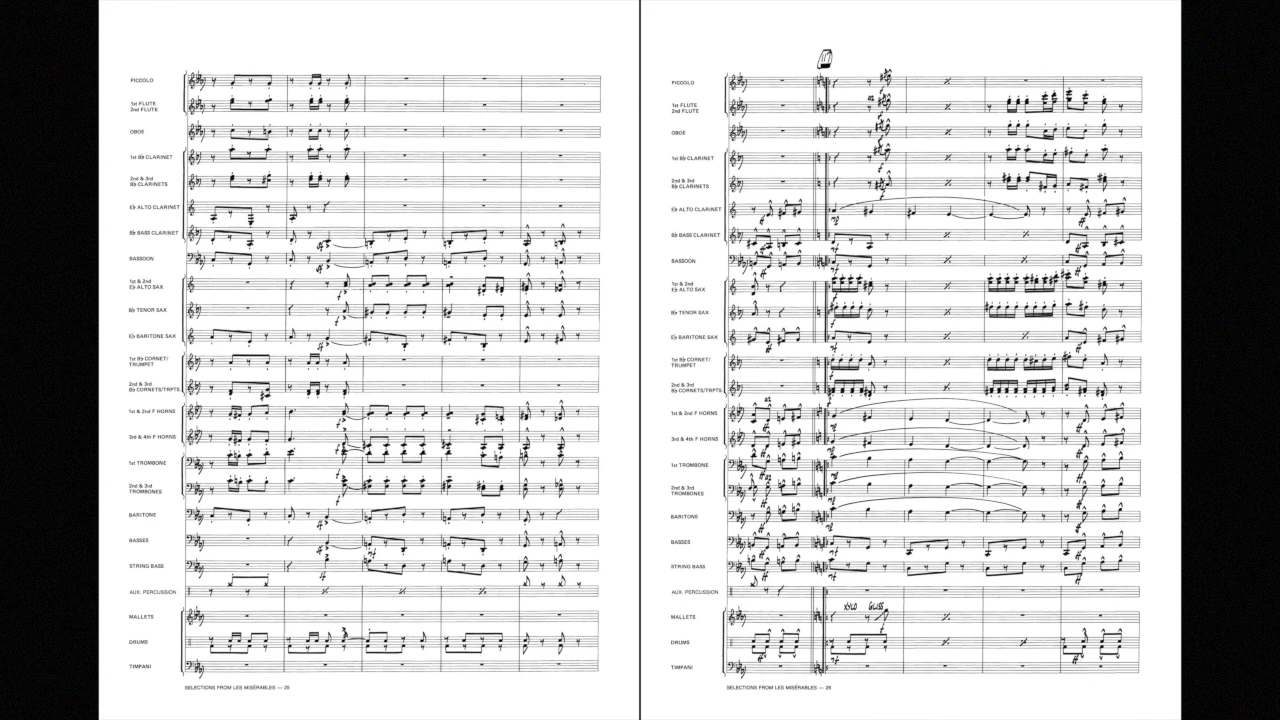 PICCOLO
1st FLUTE
2nd FLUTE
OBOE
1st B♭ CLARINET
2nd & 3rd
B♭ CLARINETS
E♭ ALTO CLARINET
B♭ BASS CLARINET
BASSOON
1st & 2nd
E♭ ALTO SAX
B♭ TENOR SAX
E♭ BARITONE SAX
1st B♭ CORNET/
TRUMPET
2nd & 3rd
B♭ CORNETS/TRPTS.
1st & 2nd F HORNS
3rd & 4th F HORNS
1st TROMBONE
2nd & 3rd
TROMBONES
BARITONE
BASSES
STRING BASS
AUX. PERCUSSION
MALLETS
DRUMS
TIMPANI
SELECTIONS FROM LES MISÉRABLES — 25
PICCOLO
1st FLUTE
2nd FLUTE
OBOE
1st B♭ CLARINET
2nd & 3rd
B♭ CLARINETS
E♭ ALTO CLARINET
B♭ BASS CLARINET
BASSOON
1st & 2nd
E♭ ALTO SAX
B♭ TENOR SAX
E♭ BARITONE SAX
1st B♭ CORNET/
TRUMPET
2nd & 3rd
B♭ CORNETS/TRPTS.
1st & 2nd F HORNS
3rd & 4th F HORNS
1st TROMBONE
2nd & 3rd
TROMBONES
BARITONE
BASSES
STRING BASS
AUX. PERCUSSION
MALLETS
XYLO GLISS
DRUMS
TIMPANI
SELECTIONS FROM LES MISÉRABLES — 26